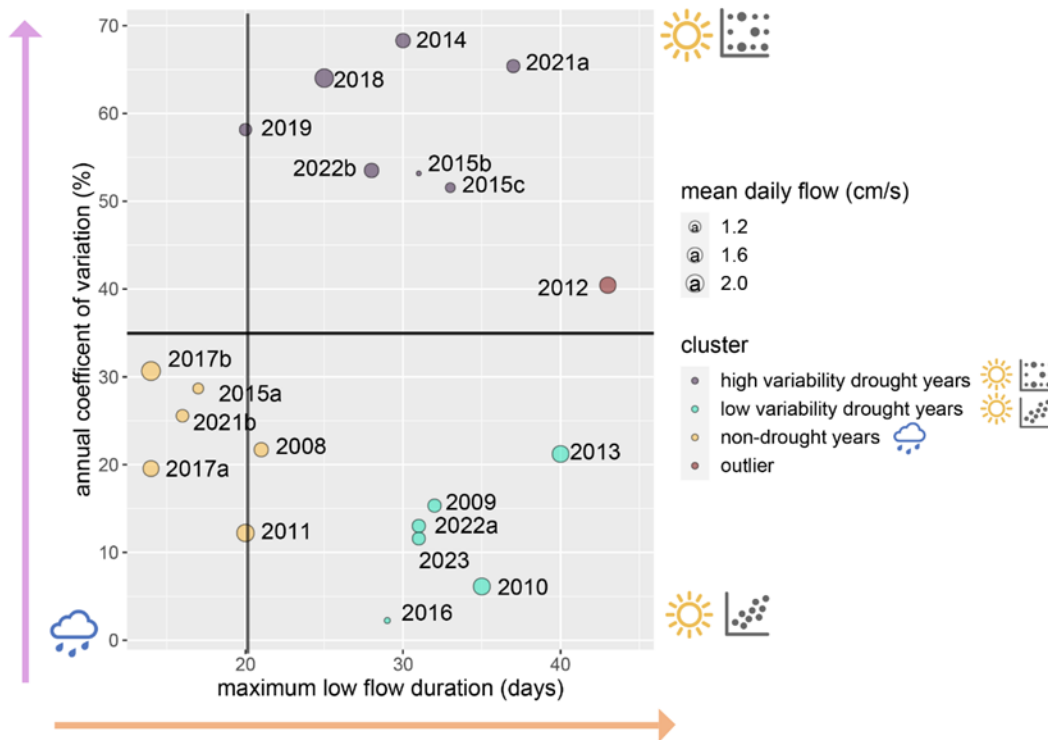 70
60
50
40
30
20
10
0
annual coefficent of variation (%)
2014
2021a
2018
2019
2022b
2015b
2015c
2012
2017b
2015a
2021b
2008
2017a
2013
2009
2022a
2011
2023
2010
2016
20
30
40
maximum low flow duration (days)
mean daily flow (cm/s)
a 1.2
a 1.6
a 2.0
cluster
high variability drought years
low variability drought years
non-drought years
outlier